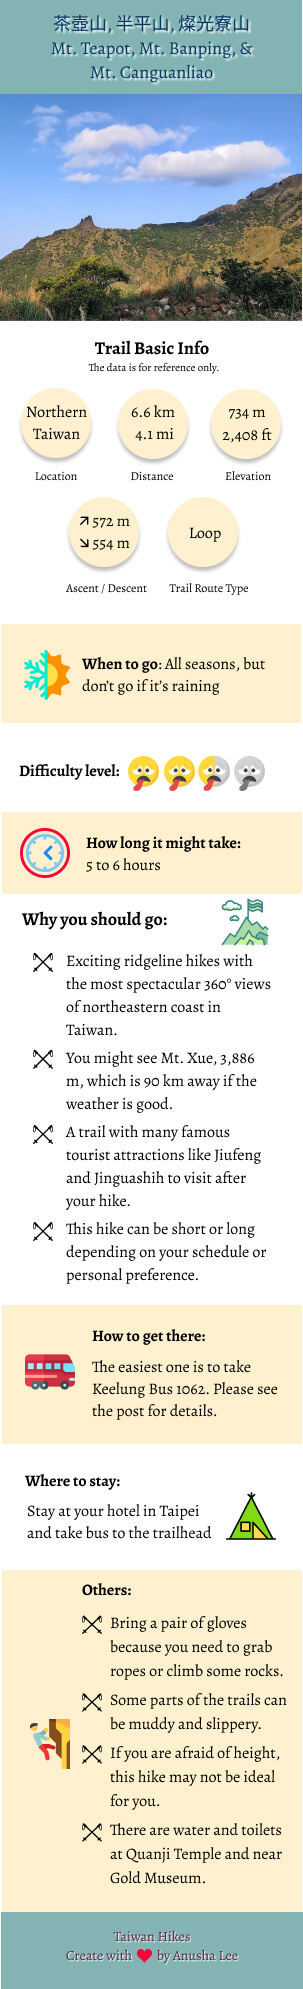 茶壺山, 半平山, 燦光寮山
Mt. Teapot, Mt. Banping, &
Mt. Canguanliao
Trail Basic Info
The data is for reference only.
Northern
Taiwan
Location
6.6 km
4.1 mi
Distance
734 m
2,408 ft
Elevation
↗ 572 m
↘ 554 m
Ascent / Descent
Loop
Trail Route Type
When to go: All seasons, but
don't go if it's raining
Difficulty level:
How long it might take:
5 to 6 hours
Why you should go:
Exciting ridgeline hikes with
the most spectacular 360° views
of northeastern coast in
Taiwan.
You might see Mt. Xue, 3,886
m, which is 90 km away if the
weather is good.
A trail with many famous
tourist attractions like Jiufeng
and Jinguashih to visit after
your hike.
This hike can be short or long
depending on your schedule or
personal preference.
How to get there:
The easiest one is to take
Keelung Bus 1062. Please see
the post for details.
Where to stay:
Stay at your hotel in Taipei
and take bus to the trailhead
Others:
Bring a pair of gloves
because you need to grab
ropes or climb some rocks.
Some parts of the trails can
be muddy and slippery.
If you are afraid of height,
this hike may not be ideal
for you.
There are water and toilets
at Quanji Temple and near
Gold Museum.
Taiwan Hikes
Create with ❤ by Anusha Lee